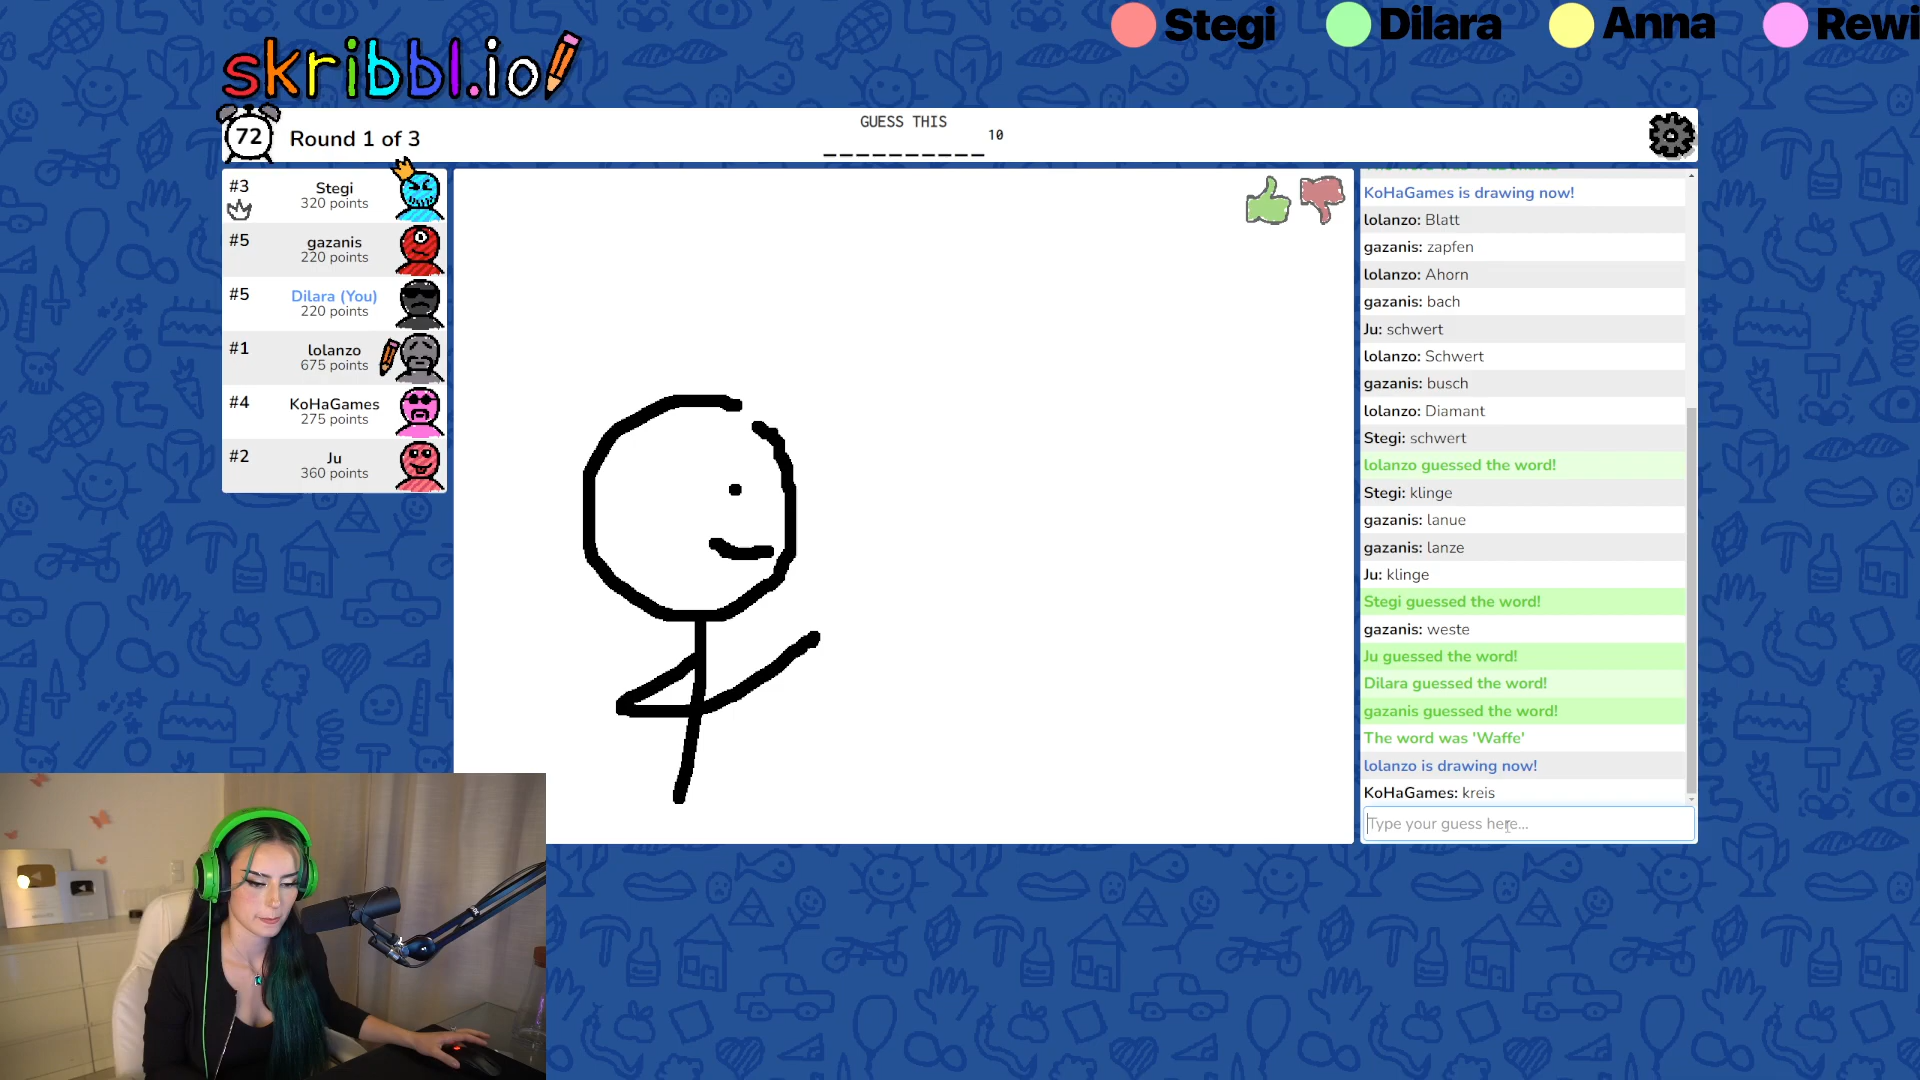 Stegi Dilara Anna Rewi
skribbl.io
72 Round 1 of 3
GUESS THIS
__________ 10
#3 Stegi
320 points
#5 gazanis
220 points
#5 Dilara (You)
220 points
#1 lolanzo
675 points
#4 KoHaGames
275 points
#2 Ju
360 points
KoHaGames is drawing now!
lolanzo: Blatt
gazanis: zapfen
lolanzo: Ahorn
gazanis: bach
Ju: schwert
lolanzo: Schwert
gazanis: busch
lolanzo: Diamant
Stegi: schwert
lolanzo guessed the word!
Stegi: klinge
gazanis: lanue
gazanis: lanze
Ju: klinge
Stegi guessed the word!
gazanis: weste
Ju guessed the word!
Dilara guessed the word!
gazanis guessed the word!
The word was 'Waffe'
lolanzo is drawing now!
KoHaGames: kreis
Type your guess here...